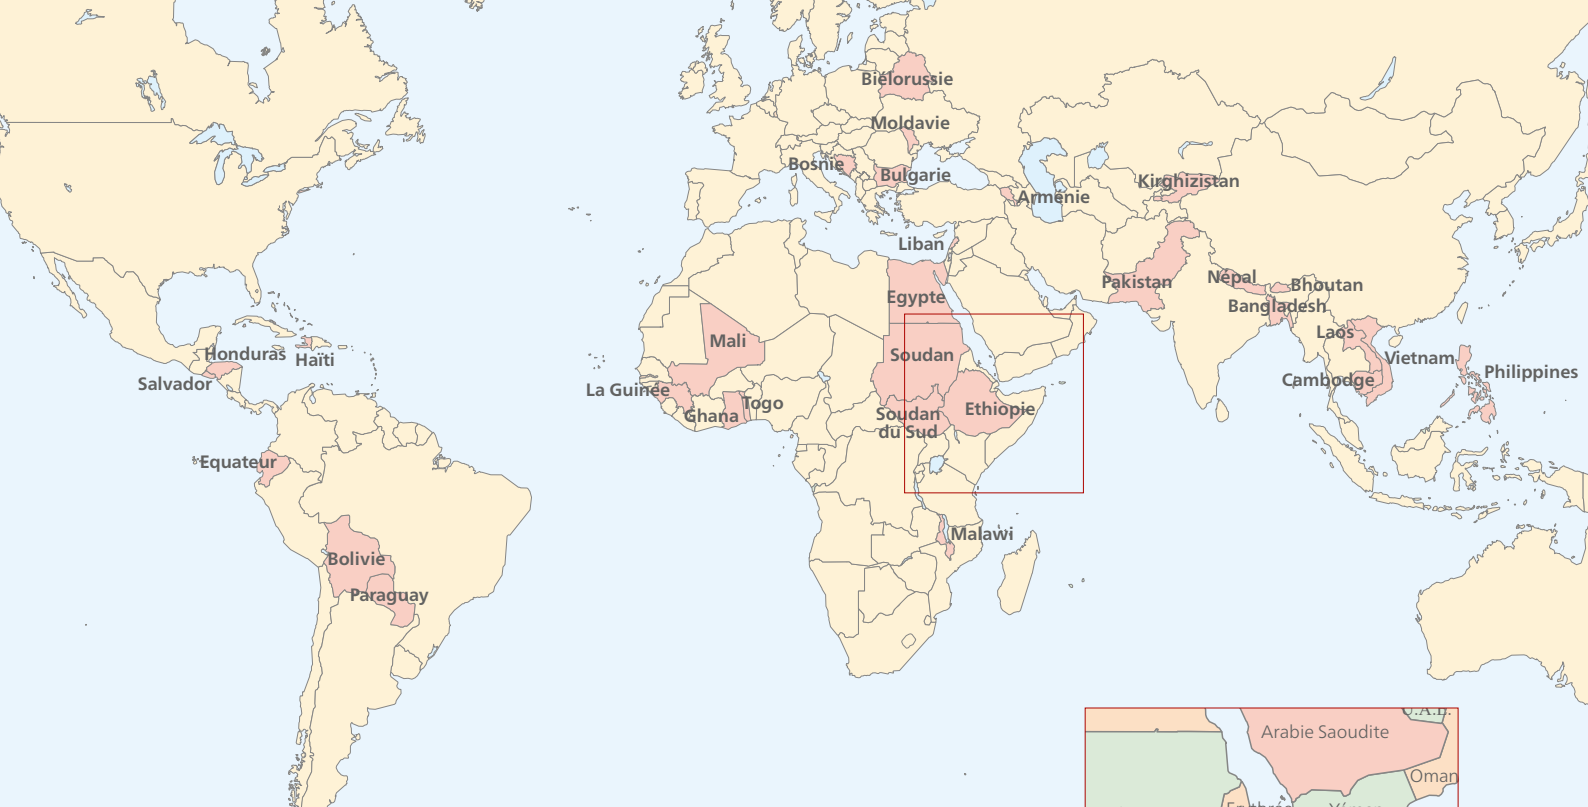 Biélorussie
Moldavie
Bosnie
Bulgarie
Kirghizistan
Arménie
Liban
Pakistan
Népal
Bhoutan
Egypte
Bangladesh
Laos
Mali
Soudan
Honduras
Haïti
Vietnam
Philippines
Salvador
Cambodge
La Guinée
Togo
Ghana
Ethiopie
Soudan
du Sud
Equateur
Malawi
Bolivie
Paraguay
U.A.E.
Arabie Saoudite
Oman